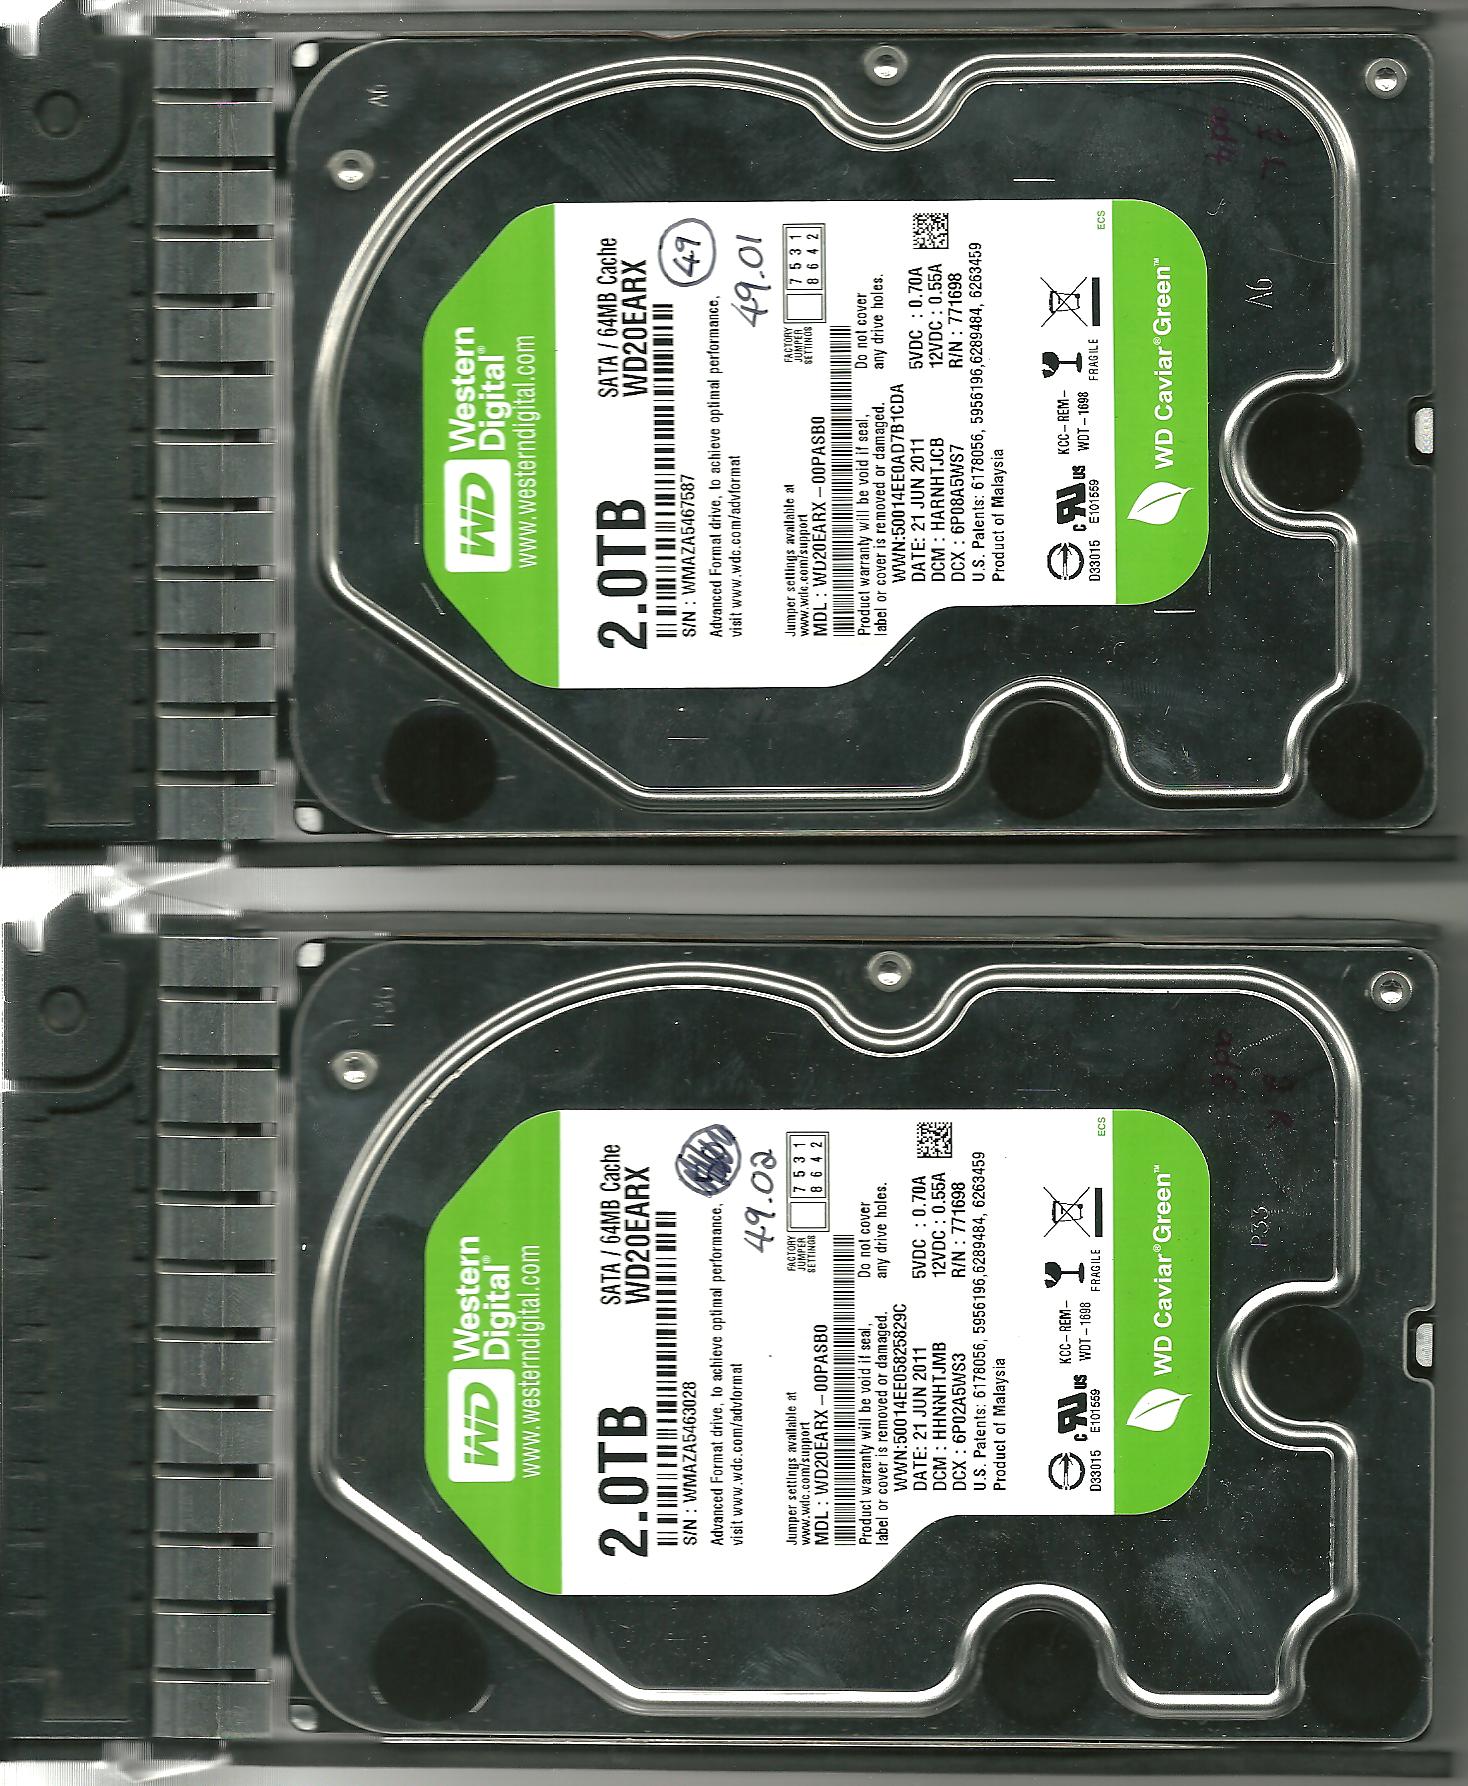 WD Western
Digital®
www.westerndigital.com
2.0TB
SATA / 64MB Cache
WD20EARX
S/N : WMAZA5467587
49
Advanced Format drive, to achieve optimal performance,
visit www.wdc.com/advformat
49.01
Jumper settings available at
www.wdc.com/support
FACTORY
JUMPER
SETTINGS
7 5 3 1
8 6 4 2
MDL : WD20EARX – 00PASB0
Product warranty will be void if seal,
label or cover is removed or damaged.
Do not cover
any drive holes.
WWN:50014EE0AD7B1CDA
DATE: 21 JUN 2011
DCM : HARNHTJCB
DCX : 6P08A5WS7
5VDC : 0.70A
12VDC : 0.55A
R/N : 771698
U.S. Patents: 6178056, 5956196,6289484, 6263459
Product of Malaysia
D33015
E101559
KCC-REM-
WDT-1698
FRAGILE
ECS
WD Caviar® Green™
A6
A6
WD Western
Digital®
www.westerndigital.com
2.0TB
SATA / 64MB Cache
WD20EARX
S/N : WMAZA5463028
Advanced Format drive, to achieve optimal performance,
visit www.wdc.com/advformat
49.02
Jumper settings available at
www.wdc.com/support
FACTORY
JUMPER
SETTINGS
7 5 3 1
8 6 4 2
MDL : WD20EARX – 00PASB0
Product warranty will be void if seal,
label or cover is removed or damaged.
Do not cover
any drive holes.
WWN:50014EE05825829C
DATE: 21 JUN 2011
DCM : HHNNHTJMB
DCX : 6P02A5WS3
5VDC : 0.70A
12VDC : 0.55A
R/N : 771698
U.S. Patents: 6178056, 5956196,6289484, 6263459
Product of Malaysia
D33015
E101559
KCC-REM-
WDT-1698
FRAGILE
ECS
WD Caviar® Green™
P33